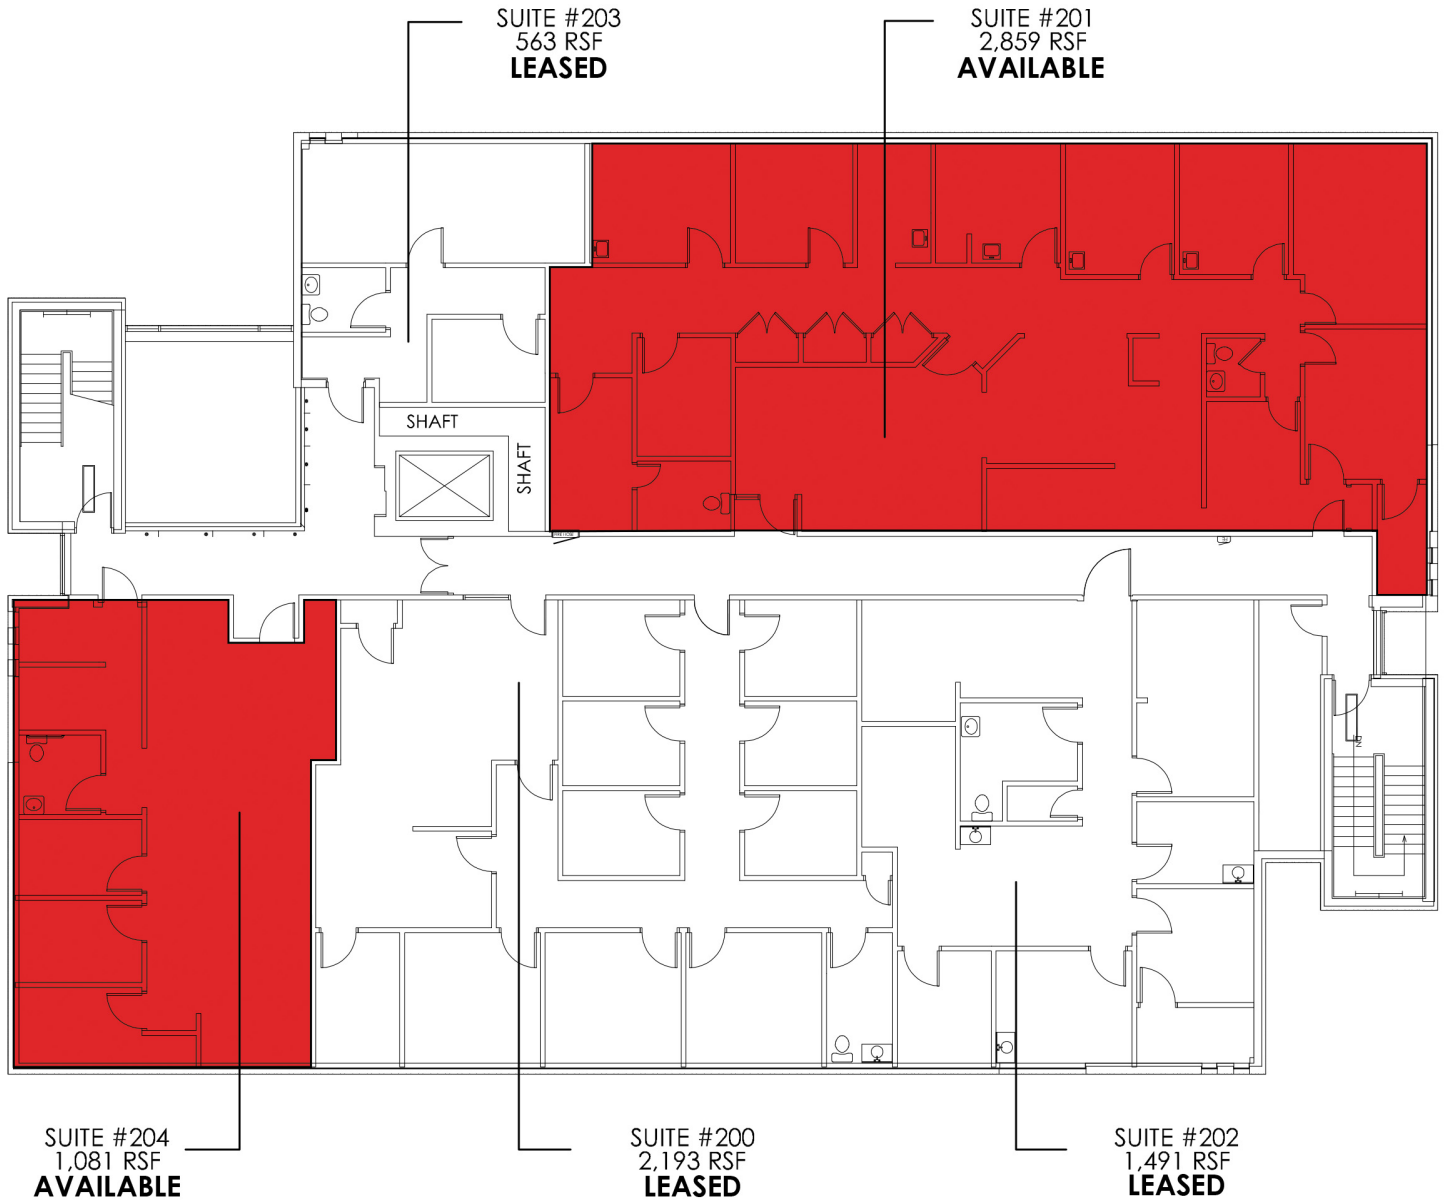 SUITE #203
563 RSF
LEASED
SUITE #201
2,859 RSF
AVAILABLE
SHAFT
SHAFT
DN
SUITE #204
1,081 RSF
AVAILABLE
SUITE #200
2,193 RSF
LEASED
SUITE #202
1,491 RSF
LEASED